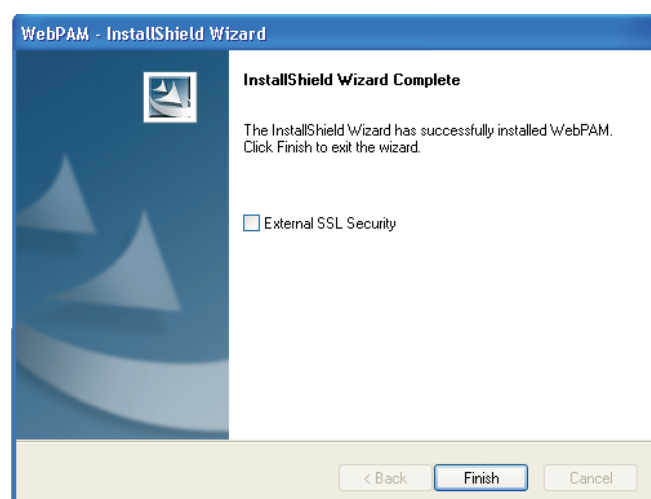 WebPAM - InstallShield Wizard
InstallShield Wizard Complete
The InstallShield Wizard has successfully installed WebPAM.
Click Finish to exit the wizard.
External SSL Security
< Back
Finish
Cancel